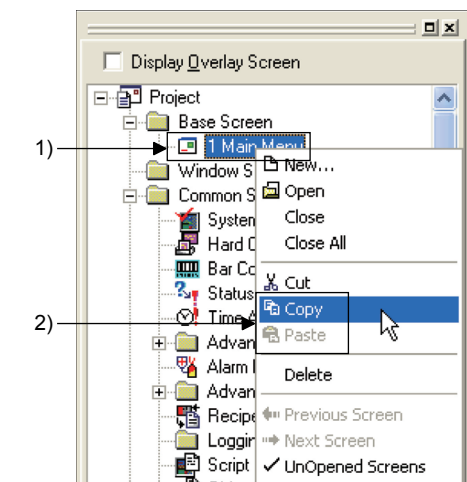 Display Overlay Screen
Project
Base Screen
1)
1 Main Menu
New...
Window S
Open
Common S
Close
System
Close All
Hard C
Bar Co
Cut
Status
Copy
2)
Time A
Paste
Advan
Alarm
Delete
Advan
Recipe
Previous Screen
Loggin
Next Screen
Script
UnOpened Screens